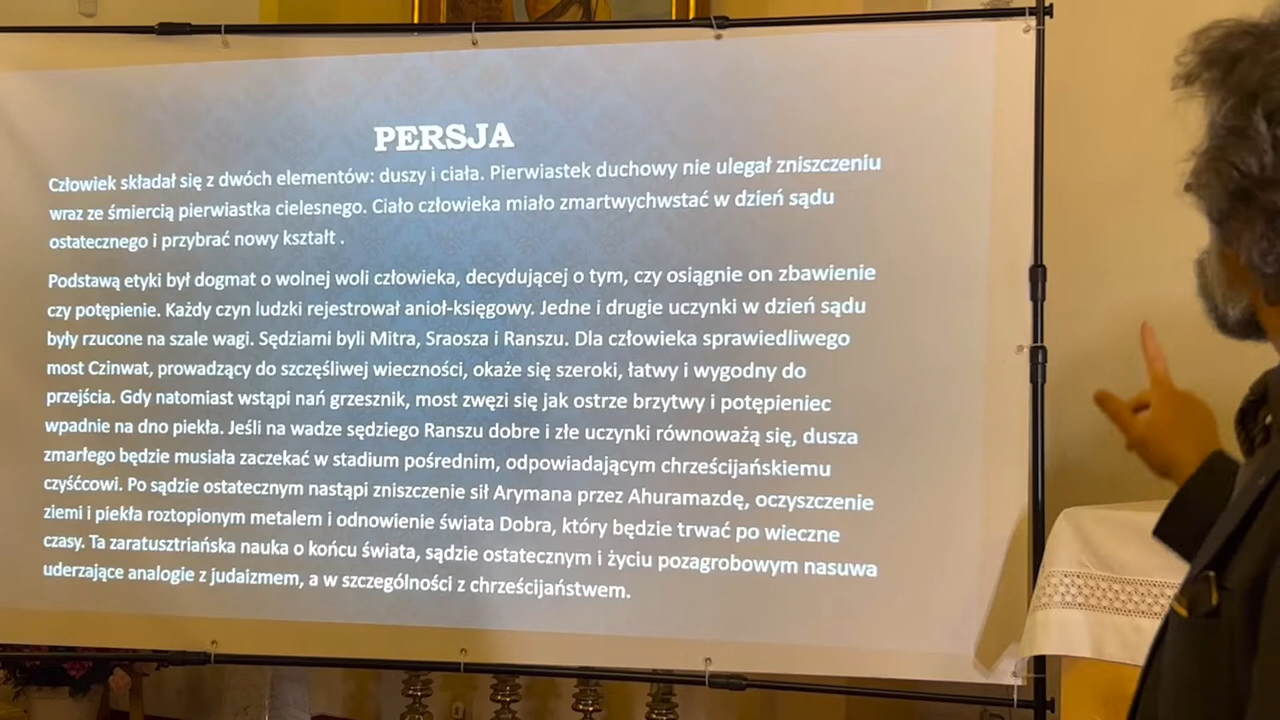 PERSJA
Człowiek składał się z dwóch elementów: duszy i ciała. Pierwiastek duchowy nie ulegał zniszczeniu
wraz ze śmiercią pierwiastka cielesnego. Ciało człowieka miało zmartwychwstać w dzień sądu
ostatecznego i przybrać nowy kształt .
Podstawą etyki był dogmat o wolnej woli człowieka, decydującej o tym, czy osiągnie on zbawienie
czy potępienie. Każdy czyn ludzki rejestrował anioł-księgowy. Jedne i drugie uczynki w dzień sądu
były rzucone na szale wagi. Sędziami byli Mitra, Sraosza i Ranszu. Dla człowieka sprawiedliwego
most Czinwat, prowadzący do szczęśliwej wieczności, okaże się szeroki, łatwy i wygodny do
przejścia. Gdy natomiast wstąpi nań grzesznik, most zwęzi się jak ostrze brzytwy i potępieniec
wpadnie na dno piekła. Jeśli na wadze sędziego Ranszu dobre i złe uczynki równoważą się, dusza
zmarłego będzie musiała zaczekać w stadium pośrednim, odpowiadającym chrześcijańskiemu
czyśćcowi. Po sądzie ostatecznym nastąpi zniszczenie sił Arymana przez Ahuramazdę, oczyszczenie
ziemi i piekła roztopionym metalem i odnowienie świata Dobra, który będzie trwać po wieczne
czasy. Ta zaratusztriańska nauka o końcu świata, sądzie ostatecznym i życiu pozagrobowym nasuwa
uderzające analogie z judaizmem, a w szczególności z chrześcijaństwem.